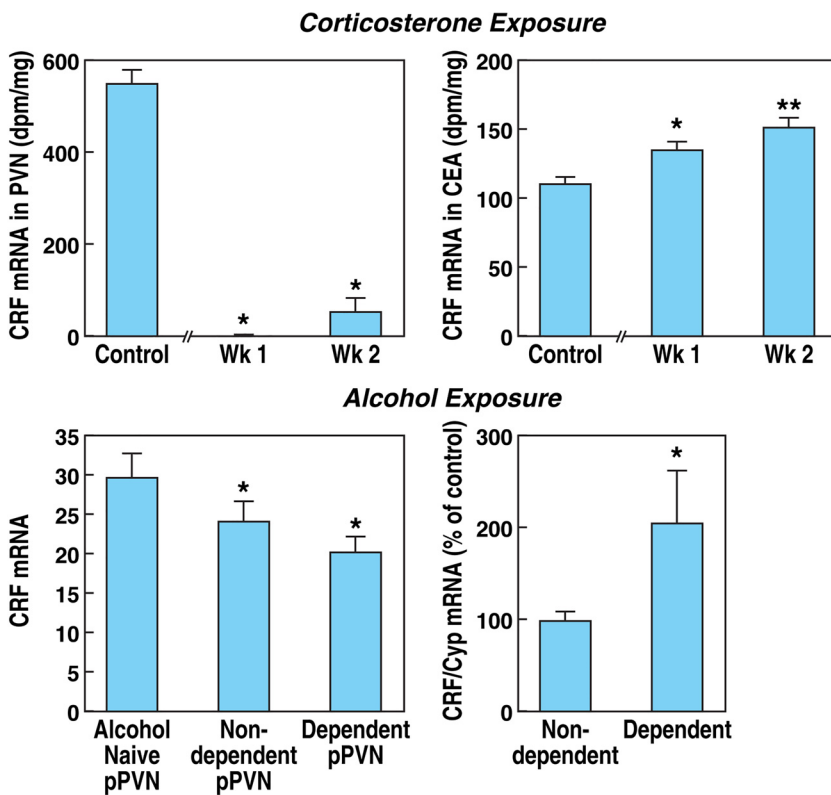 Corticosterone Exposure
CRF mRNA in PVN (dpm/mg)
600
400
200
0
*
*
Control
//
Wk 1
Wk 2
CRF mRNA in CEA (dpm/mg)
200
150
100
50
0
*
**
Control
//
Wk 1
Wk 2
Alcohol Exposure
CRF mRNA
35
30
25
20
15
10
5
0
*
*
Alcohol
Naive
pPVN
Non-
dependent
pPVN
Dependent
pPVN
CRF/Cyp mRNA (% of control)
300
200
100
0
*
Non-
dependent
Dependent